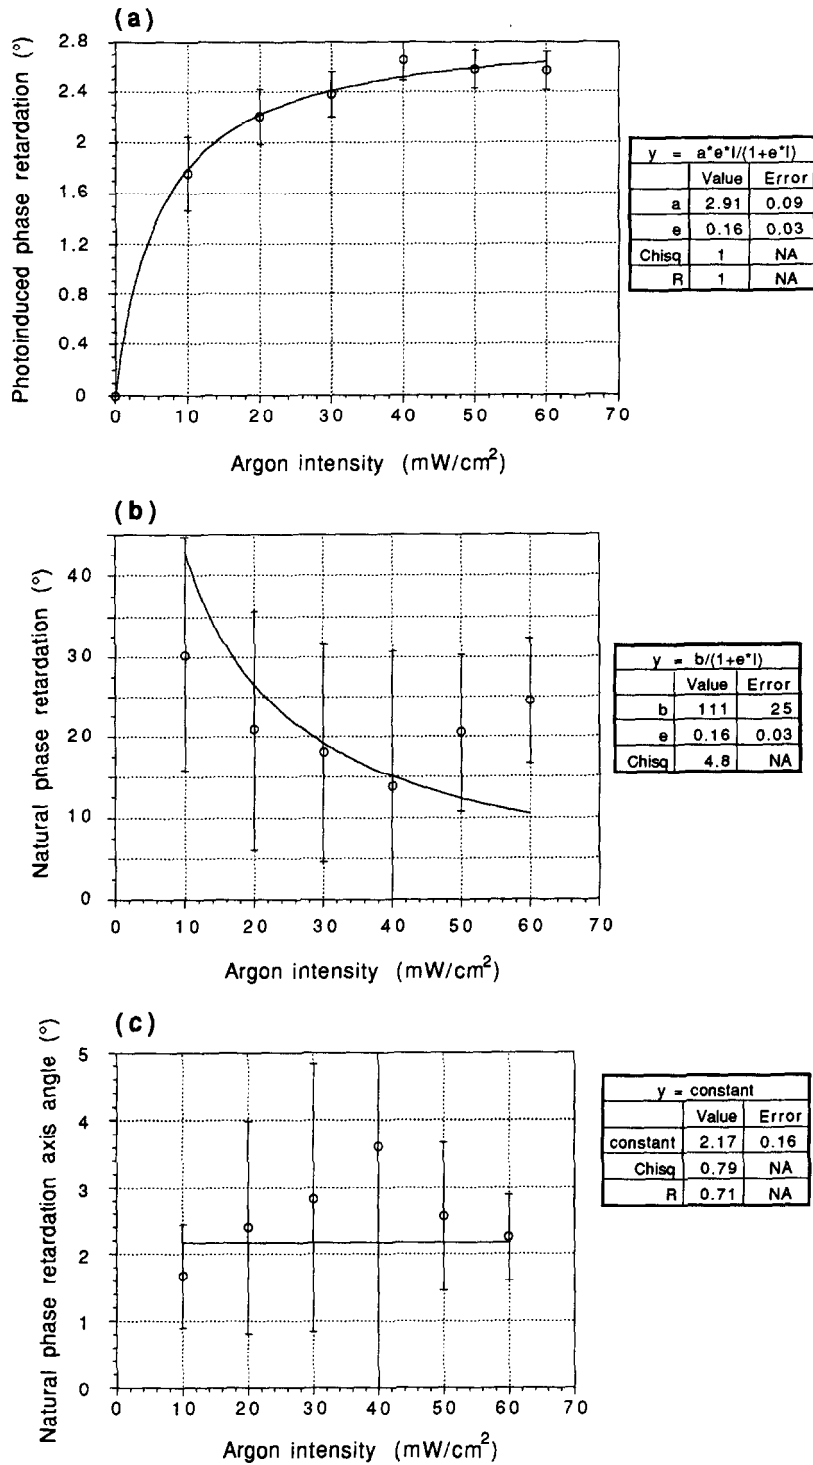 (a)
Photoinduced phase retardation (°)
2.8
2.4
2
1.6
1.2
0.8
0.4
0
0 10 20 30 40 50 60 70
Argon intensity (mW/cm²)
y = a*e*I/(1+e*I)
Value Error
a 2.91 0.09
e 0.16 0.03
Chisq 1 NA
R 1 NA
(b)
Natural phase retardation (°)
40
30
20
10
0
0 10 20 30 40 50 60 70
Argon intensity (mW/cm²)
y = b/(1+e*I)
Value Error
b 111 25
e 0.16 0.03
Chisq 4.8 NA
(c)
Natural phase retardation axis angle (°)
5
4
3
2
1
0
0 10 20 30 40 50 60 70
Argon intensity (mW/cm²)
y = constant
Value Error
constant 2.17 0.16
Chisq 0.79 NA
R 0.71 NA